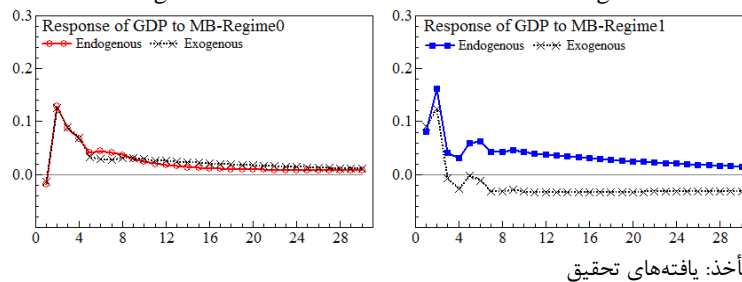 Response of GDP to MB-Regime0
Endogenous Exogenous
0.3
0.2
0.1
0.0
0 4 8 12 16 20 24 28
Response of GDP to MB-Regime1
Endogenous Exogenous
0.3
0.2
0.1
0.0
0 4 8 12 16 20 24 28
أخذ: یافته‌های تحقیق